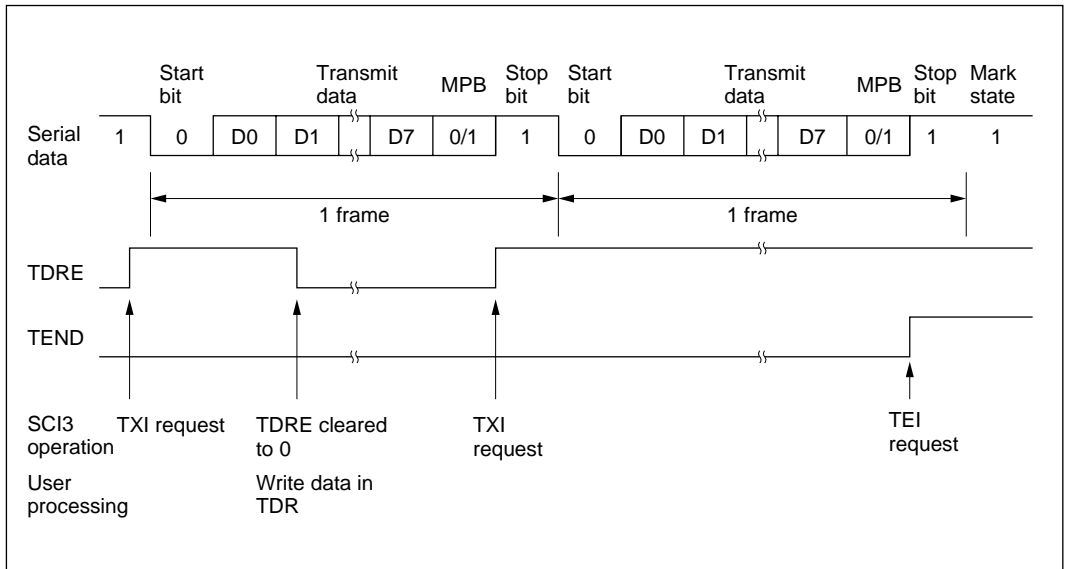 Start bit Transmit data MPB Stop bit Start bit Transmit data MPB Stop bit Mark state
Serial data 1 0 D0 D1 D7 0/1 1 0 D0 D1 D7 0/1 1 1
1 frame 1 frame
TDRE
TEND
SCI3 operation TXI request TDRE cleared to 0 TXI request TEI request
User processing Write data in TDR